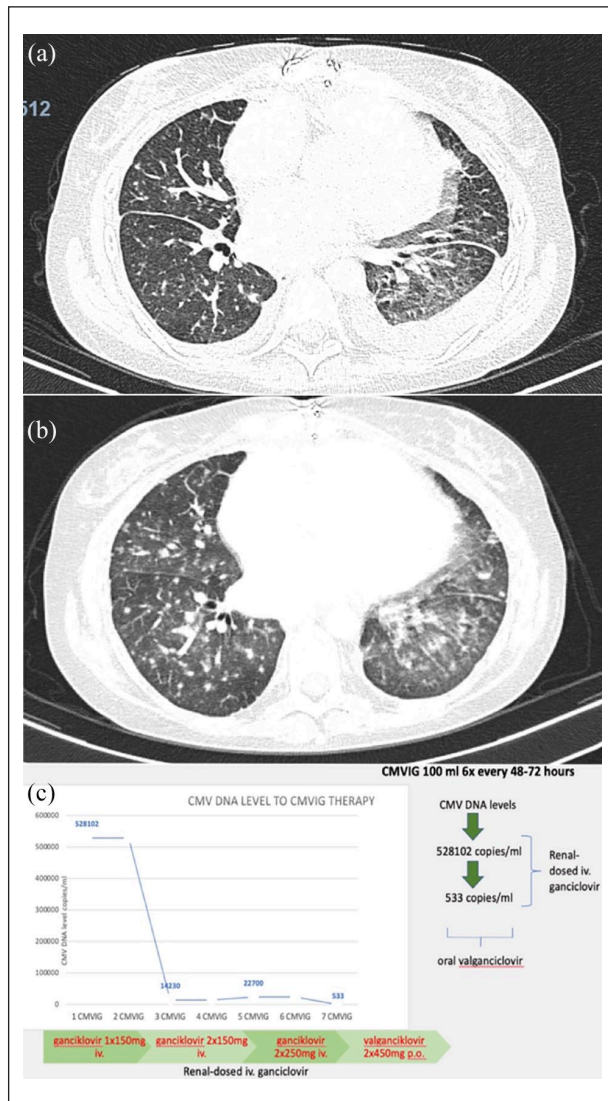 (a)
512
(b)
CMVIG 100 ml 6x every 48-72 hours
(c)
CMV DNA LEVEL TO CMVIG THERAPY
CMV DNA level copies/m)
600000
500000
400000
300000
200000
100000
0
528102
14230
22700
533
1 CMVIG 2 CMVIG 3 CMVIG 4 CMVIG 5 CMVIG 6 CMVIG 7 CMVIG
CMV DNA levels
528102 copies/ml
533 copies/ml
Renal-
dosed iv.
ganciclovir
oral valganciclovir
ganciklovir 1x150mg
iv.
ganciklovir 2x150mg
iv.
ganciklovir
2x250mg iv.
valganciklovir
2x450mg p.o.
Renal-dosed iv. ganciclovir